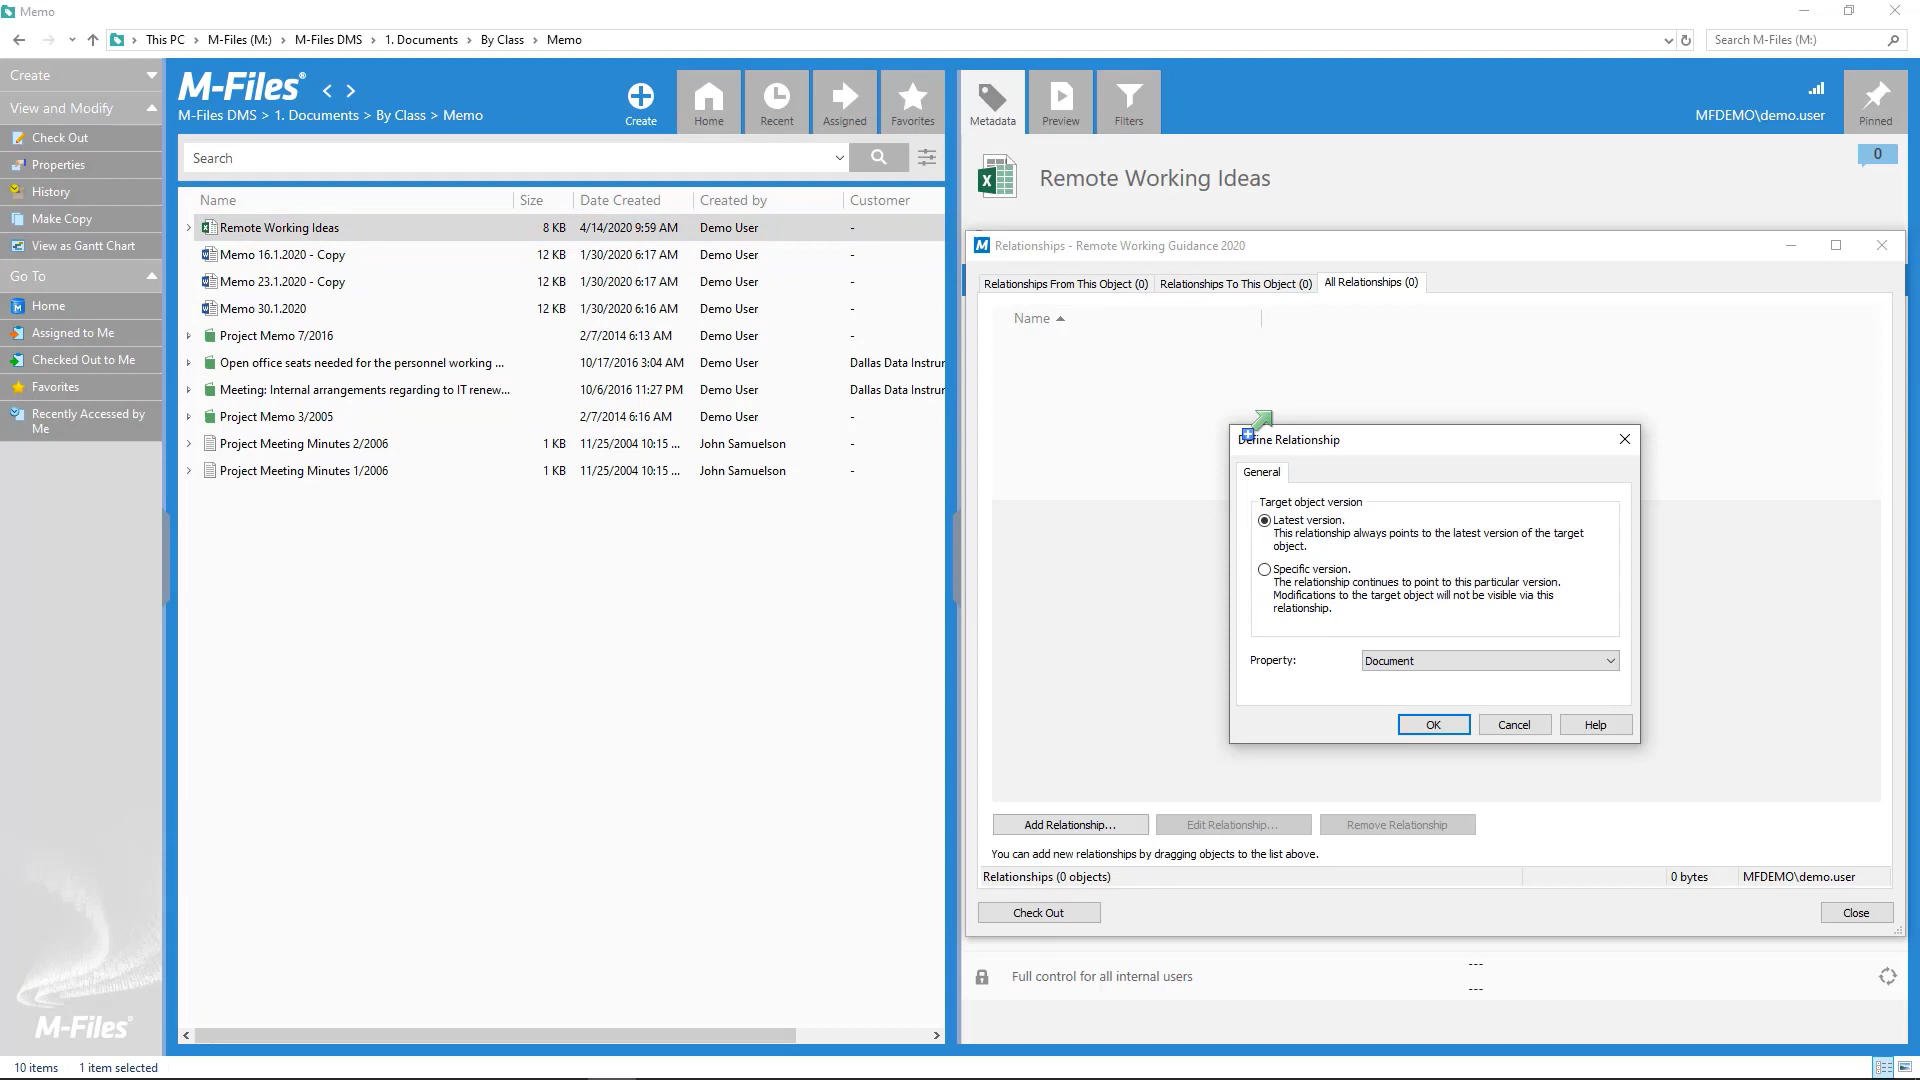 Memo
This PC > M-Files (M:) > M-Files DMS > 1. Documents > By Class > Memo
Search M-Files (M:)
Create
View and Modify
Check Out
Properties
History
Make Copy
View as Gantt Chart
Go To
Home
Assigned to Me
Checked Out to Me
Favorites
Recently Accessed by
Me
M-Files®
M-Files®
M-Files DMS > 1. Documents > By Class > Memo
Create
Home
Recent
Assigned
Favorites
Search
Name Size Date Created Created by Customer
Remote Working Ideas 8 KB 4/14/2020 9:59 AM Demo User -
Memo 16.1.2020 - Copy 12 KB 1/30/2020 6:17 AM Demo User -
Memo 23.1.2020 - Copy 12 KB 1/30/2020 6:17 AM Demo User -
Memo 30.1.2020 12 KB 1/30/2020 6:16 AM Demo User -
Project Memo 7/2016 2/7/2014 6:13 AM Demo User -
Open office seats needed for the personnel working ... 10/17/2016 3:04 AM Demo User Dallas Data Instrur
Meeting: Internal arrangements regarding to IT renew... 10/6/2016 11:27 PM Demo User Dallas Data Instrur
Project Memo 3/2005 2/7/2014 6:16 AM Demo User -
Project Meeting Minutes 2/2006 1 KB 11/25/2004 10:15 ... John Samuelson -
Project Meeting Minutes 1/2006 1 KB 11/25/2004 10:15 ... John Samuelson -
Metadata
Preview
Filters
MFDEMO\demo.user
Pinned
0
Remote Working Ideas
Relationships - Remote Working Guidance 2020
Relationships From This Object (0) Relationships To This Object (0) All Relationships (0)
Name
Define Relationship
General
Target object version
Latest version.
This relationship always points to the latest version of the target
object.
Specific version.
The relationship continues to point to this particular version.
Modifications to the target object will not be visible via this
relationship.
Property: Document
OK Cancel Help
Add Relationship... Edit Relationship... Remove Relationship
You can add new relationships by dragging objects to the list above.
Relationships (0 objects) 0 bytes MFDEMO\demo.user
Check Out Close
Full control for all internal users
---
---
10 items 1 item selected